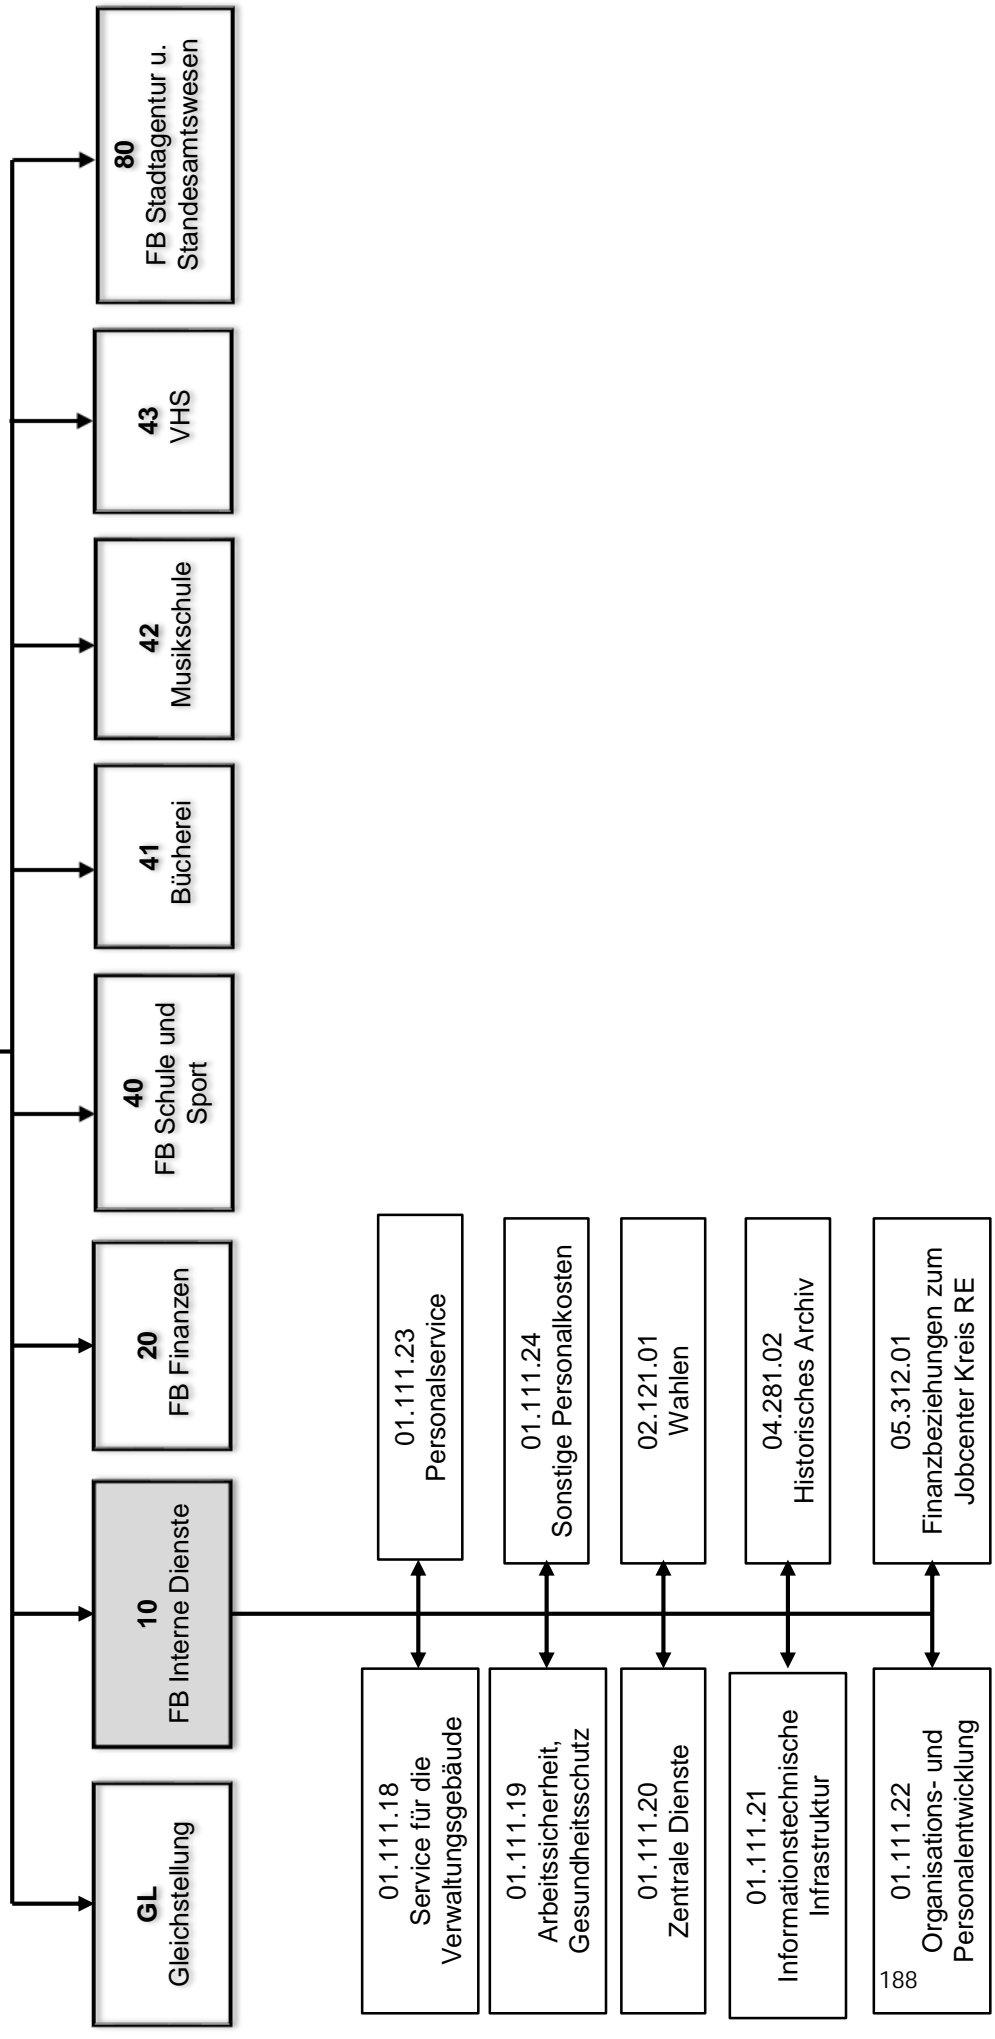 GL
Gleichstellung
10
FB Interne Dienste
20
FB Finanzen
40
FB Schule und
Sport
41
Bücherei
42
Musikschule
43
VHS
80
FB Stadtagentur u.
Standesamtswesen
01.111.18
Service für die
Verwaltungsgebäude
01.111.19
Arbeitssicherheit,
Gesundheitsschutz
01.111.20
Zentrale Dienste
01.111.21
Informationstechnische
Infrastruktur
01.111.22
Organisations- und
Personalentwicklung
01.111.23
Personalservice
01.111.24
Sonstige Personalkosten
02.121.01
Wahlen
04.281.02
Historisches Archiv
05.312.01
Finanzbeziehungen zum
Jobcenter Kreis RE
188